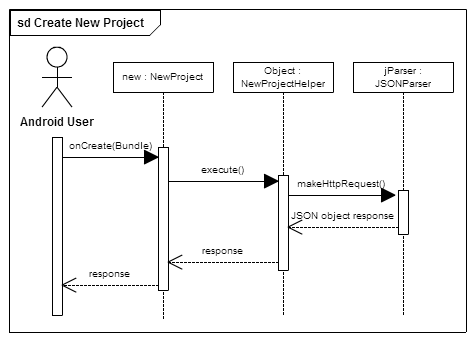 sd Create New Project
new : NewProject
Object :
NewProjectHelper
jParser :
JSONParser
Android User
onCreate(Bundle)
execute()
makeHttpRequest()
JSON object response
response
response